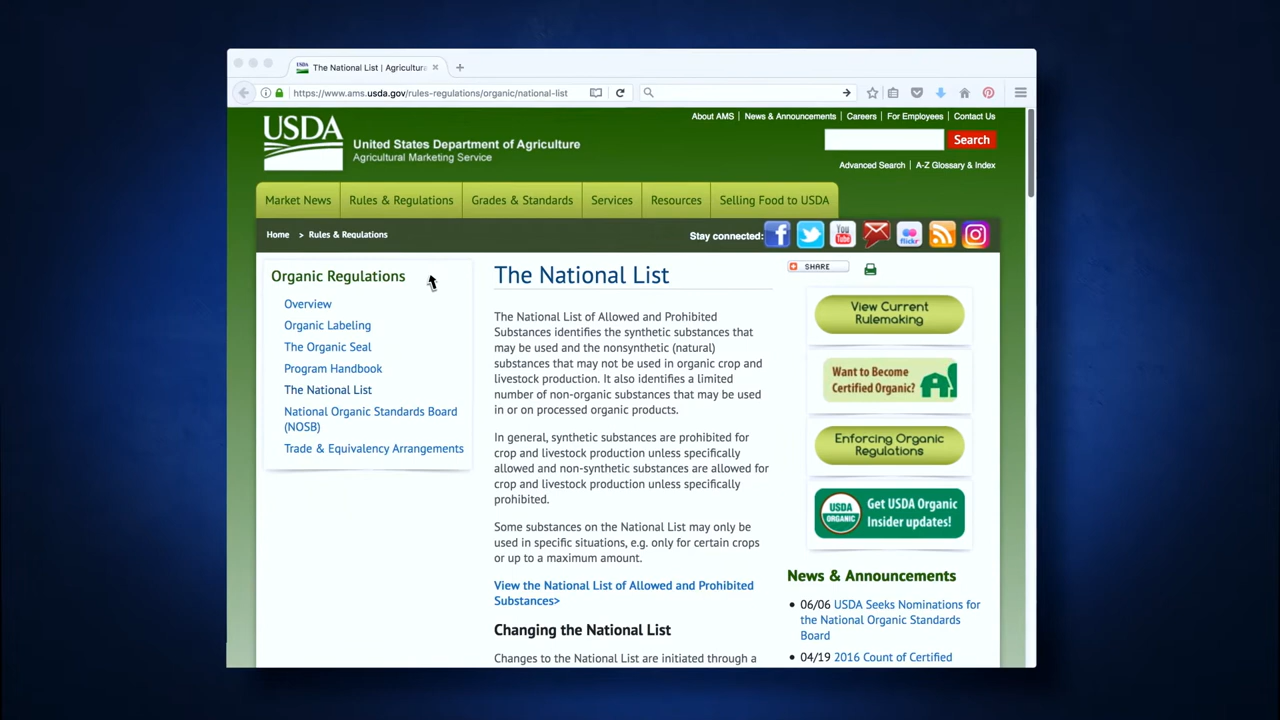 USDA The National List | Agricultura
https://www.ams.usda.gov/rules-regulations/organic/national-list
About AMS | News & Announcements | Careers | For Employees | Contact Us
USDA
United States Department of Agriculture
Agricultural Marketing Service
Search
Advanced Search | A-Z Glossary & Index
Market News
Rules & Regulations
Grades & Standards
Services
Resources
Selling Food to USDA
Home > Rules & Regulations
Stay connected:
You
Tube
flickr
Organic Regulations
Overview
Organic Labeling
The Organic Seal
Program Handbook
The National List
National Organic Standards Board
(NOSB)
Trade & Equivalency Arrangements
The National List
The National List of Allowed and Prohibited
Substances identifies the synthetic substances that
may be used and the nonsynthetic (natural)
substances that may not be used in organic crop and
livestock production. It also identifies a limited
number of non-organic substances that may be used
in or on processed organic products.
In general, synthetic substances are prohibited for
crop and livestock production unless specifically
allowed and non-synthetic substances are allowed for
crop and livestock production unless specifically
prohibited.
Some substances on the National List may only be
used in specific situations, e.g. only for certain crops
or up to a maximum amount.
View the National List of Allowed and Prohibited
Substances>
Changing the National List
Changes to the National List are initiated through a
SHARE
View Current
Rulemaking
Want to Become
Certified Organic?
Enforcing Organic
Regulations
USDA
ORGANIC
Get USDA Organic
Insider updates!
News & Announcements
• 06/06 USDA Seeks Nominations for
the National Organic Standards
Board
• 04/19 2016 Count of Certified